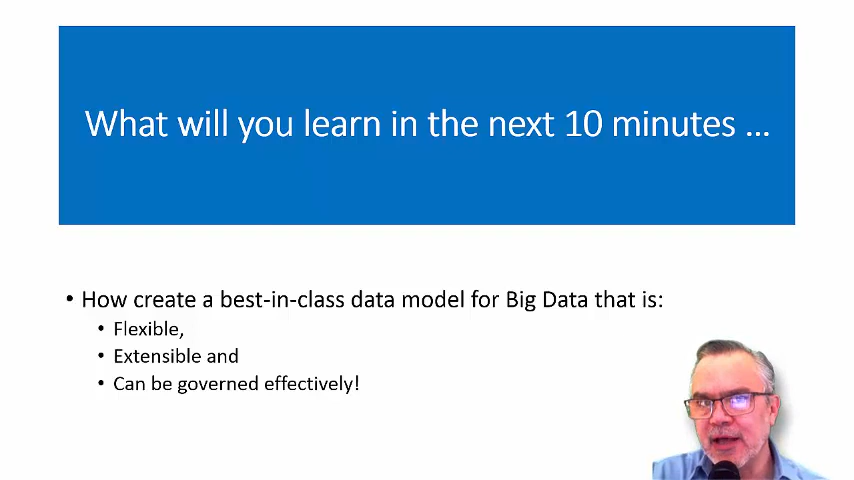 What will you learn in the next 10 minutes ...
• How create a best-in-class data model for Big Data that is:
• Flexible,
• Extensible and
• Can be governed effectively!